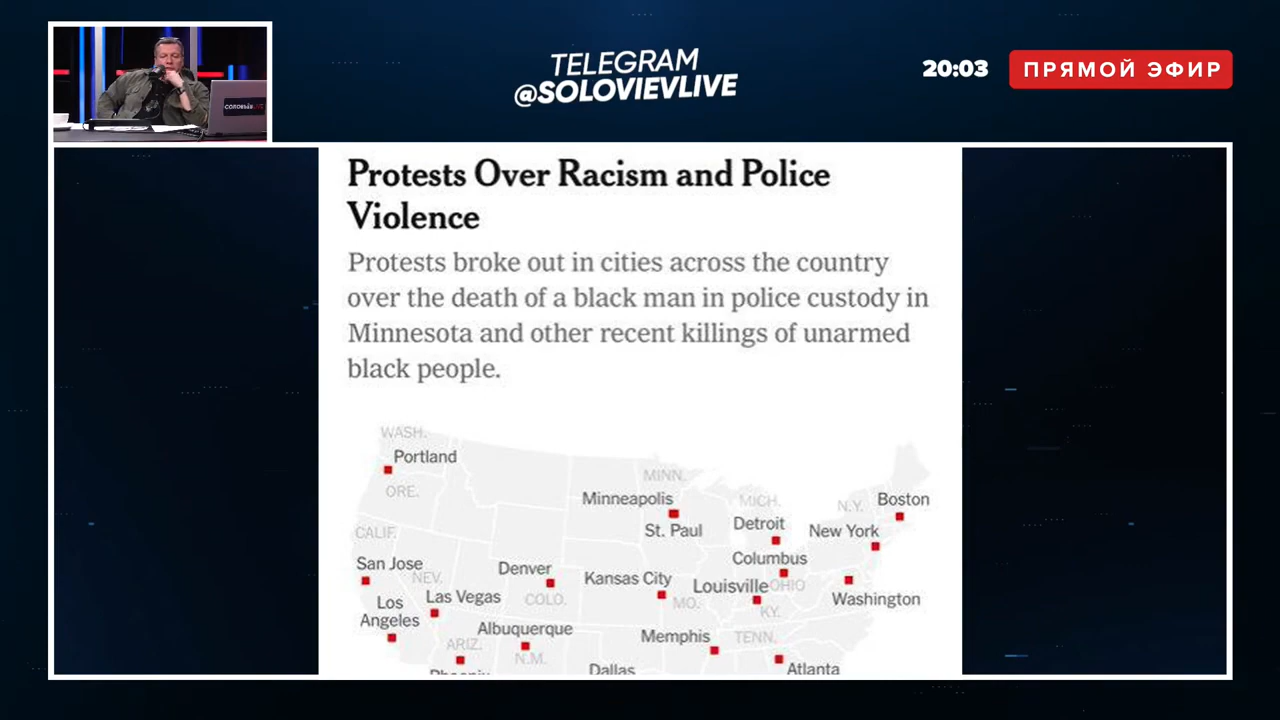 TELEGRAM
@SOLOVIEVLIVE
20:03
ПРЯМОЙ ЭФИР
СОЛОВЬЁВLIVE
Protests Over Racism and Police
Violence
Protests broke out in cities across the country
over the death of a black man in police custody in
Minnesota and other recent killings of unarmed
black people.
WASH.
Portland
ORE.
MINN.
Minneapolis
St. Paul
MICH.
Detroit
N.Y.
Boston
New York
CALIF.
San Jose
NEV.
Denver
COLO.
Kansas City
MO.
Columbus
OHIO
Louisville
KY.
Washington
Los
Angeles
Las Vegas
Albuquerque
ARIZ.
N.M.
Memphis
TENN.
Dallas
Atlanta